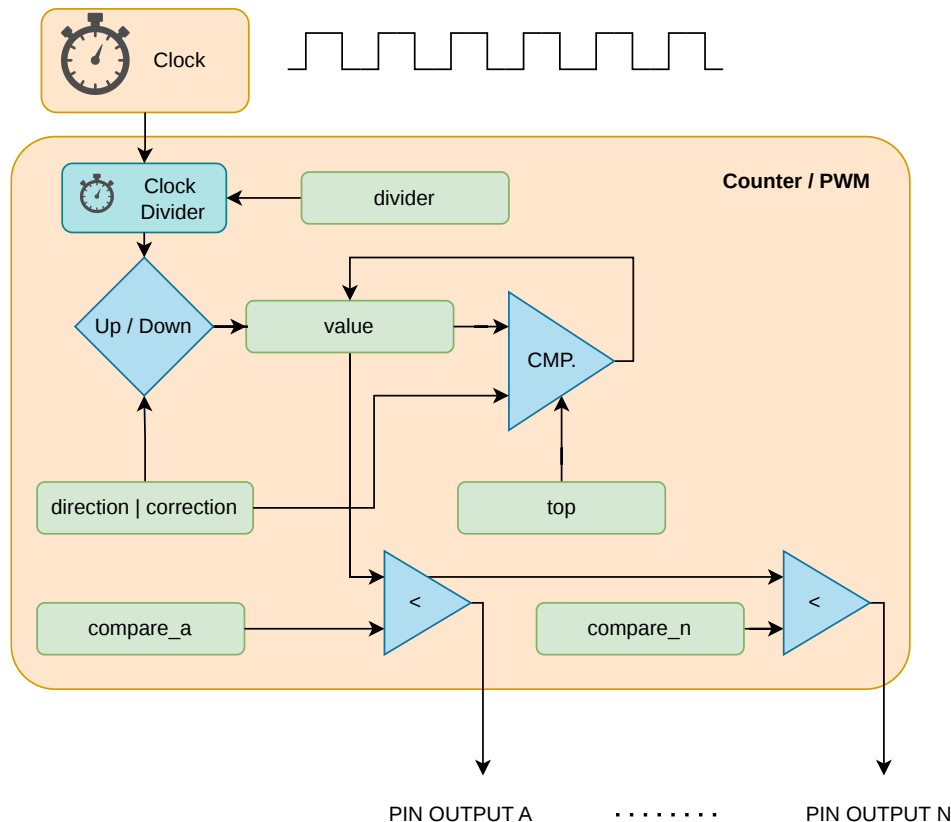 Clock
Counter / PWM
Clock
Divider
divider
Up / Down
value
CMP.
direction | correction
top
<
<
compare_a
compare_n
PIN OUTPUT A
. . . . . . . .
PIN OUTPUT N